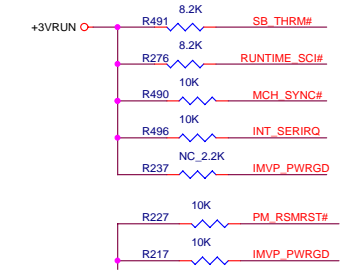 8.2K
+3VRUN R491 SB_THRM#
8.2K
R276 RUNTIME_SCI#
10K
R490 MCH_SYNC#
10K
R496 INT_SERIRQ
NC_2.2K
R237 IMVP_PWRGD
10K
R227 PM_RSMRST#
10K
R217 IMVP_PWRGD